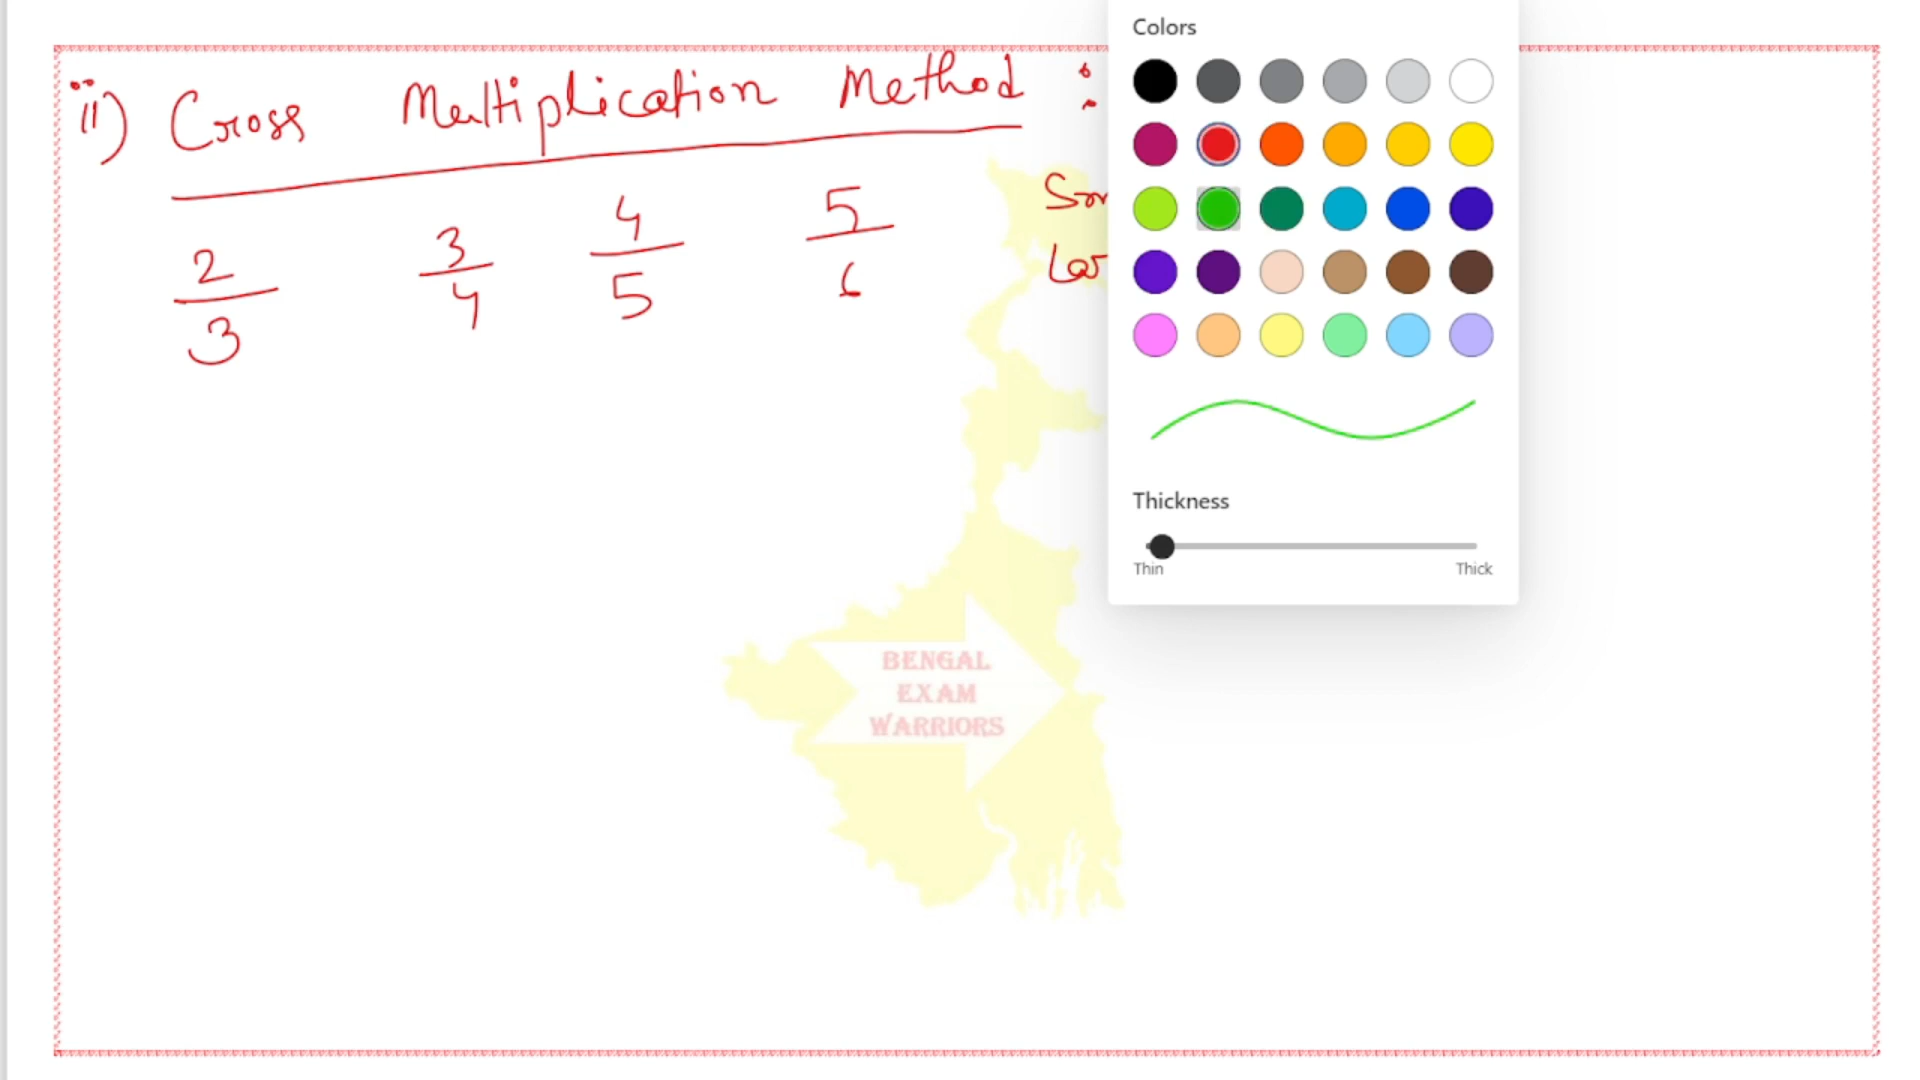 ii) Cross Multiplication Method :
2/3 3/4 4/5 5/6
Colors
Thickness
Thin Thick
BENGAL
EXAM
WARRIORS